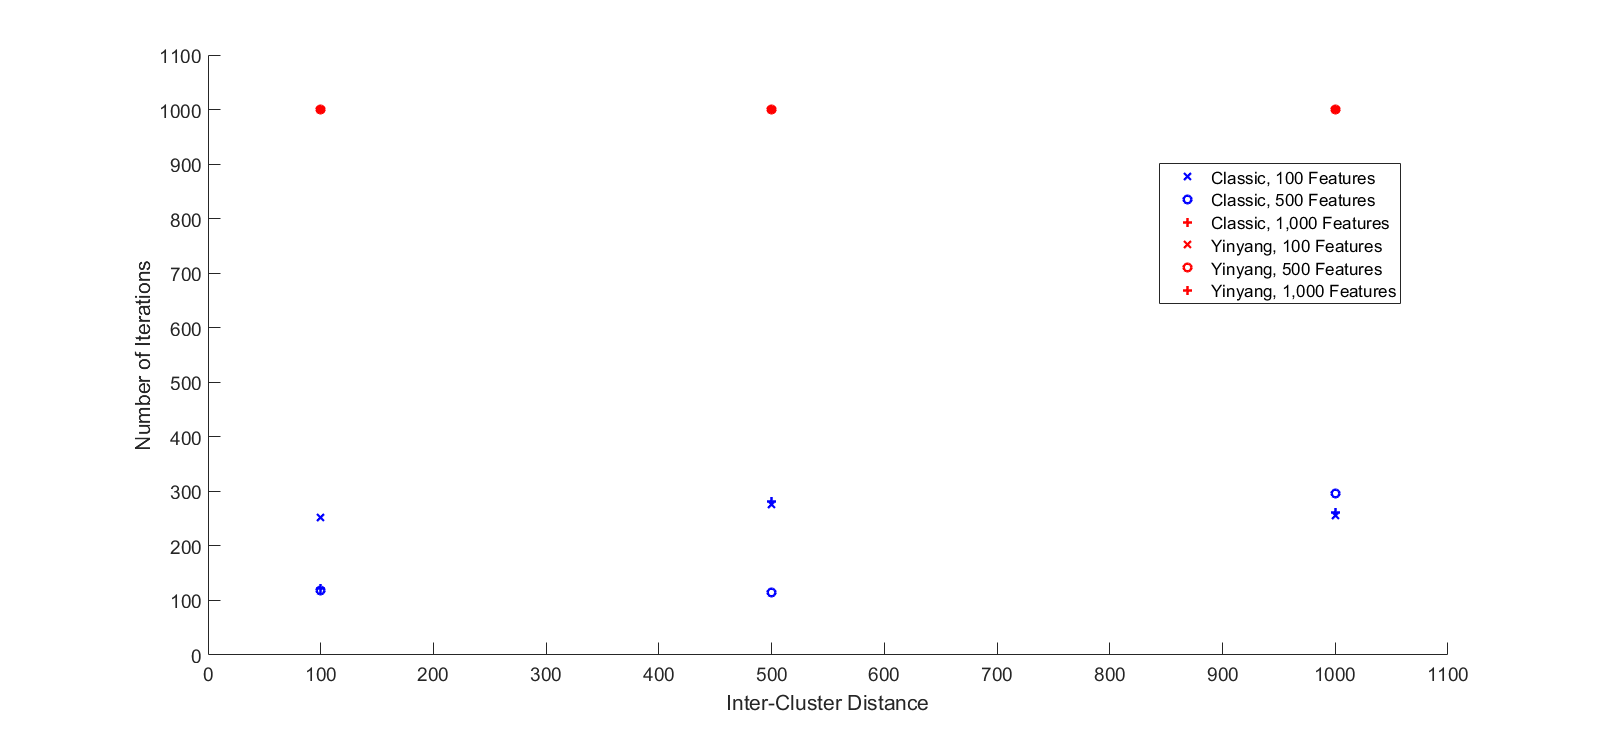 1100
1000
900
800
700
600
500
400
300
200
100
0
Number of Iterations
Classic, 100 Features
Classic, 500 Features
Classic, 1,000 Features
Yinyang, 100 Features
Yinyang, 500 Features
Yinyang, 1,000 Features
0 100 200 300 400 500 600 700 800 900 1000 1100
Inter-Cluster Distance